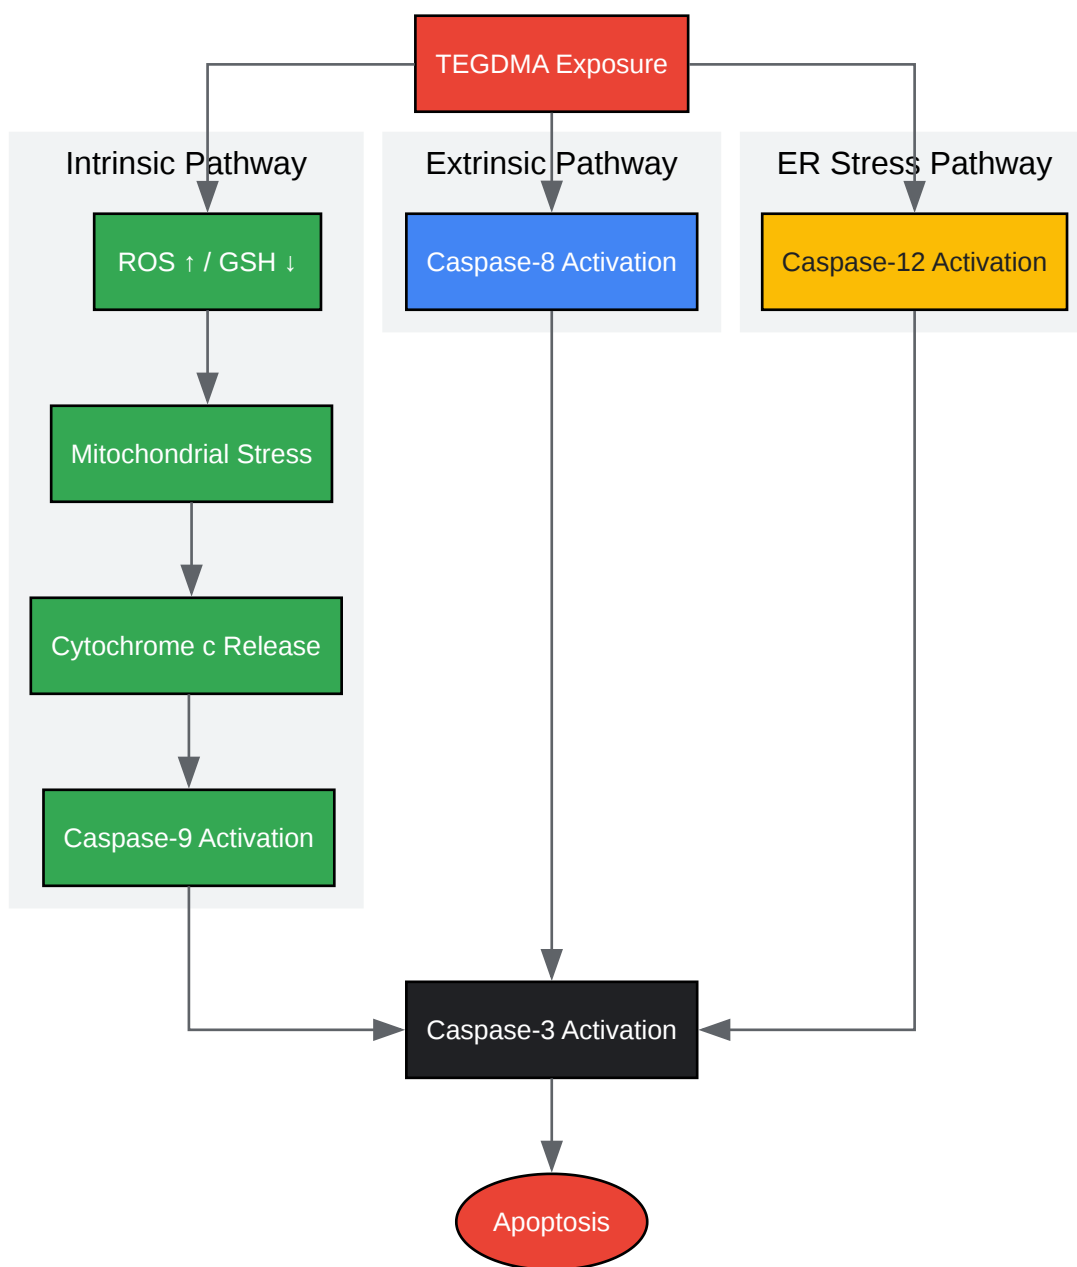 TEGDMA Exposure
Intrinsic Pathway
Extrinsic Pathway
ER Stress Pathway
ROS ↑ / GSH ↓
Caspase-8 Activation
Caspase-12 Activation
Mitochondrial Stress
Cytochrome c Release
Caspase-9 Activation
Caspase-3 Activation
Apoptosis